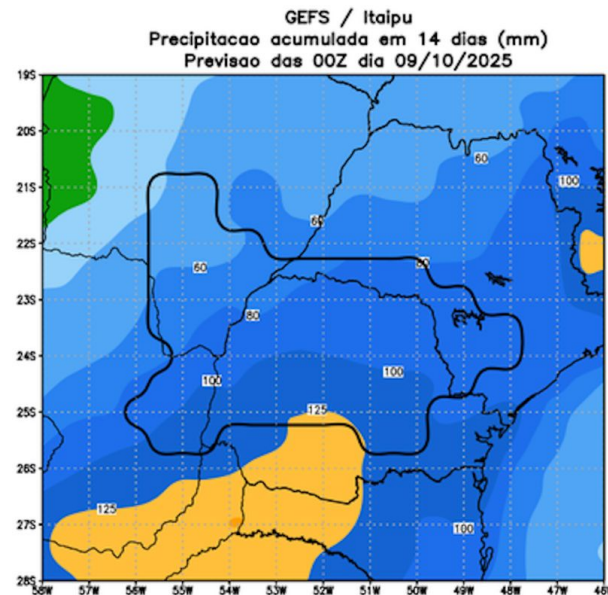 GEFS / Itaipu
Precipitacao acumulada em 14 dias (mm)
Previsao das 00Z dia 09/10/2025
19S
20S
60
21S
100
60
22S
60
60
23S
80
24S
100
100
25S
125
26S
125
27S
100
28S
58W 57W 56W 55W 54W 53W 52W 51W 50W 49W 48W 47W 46W